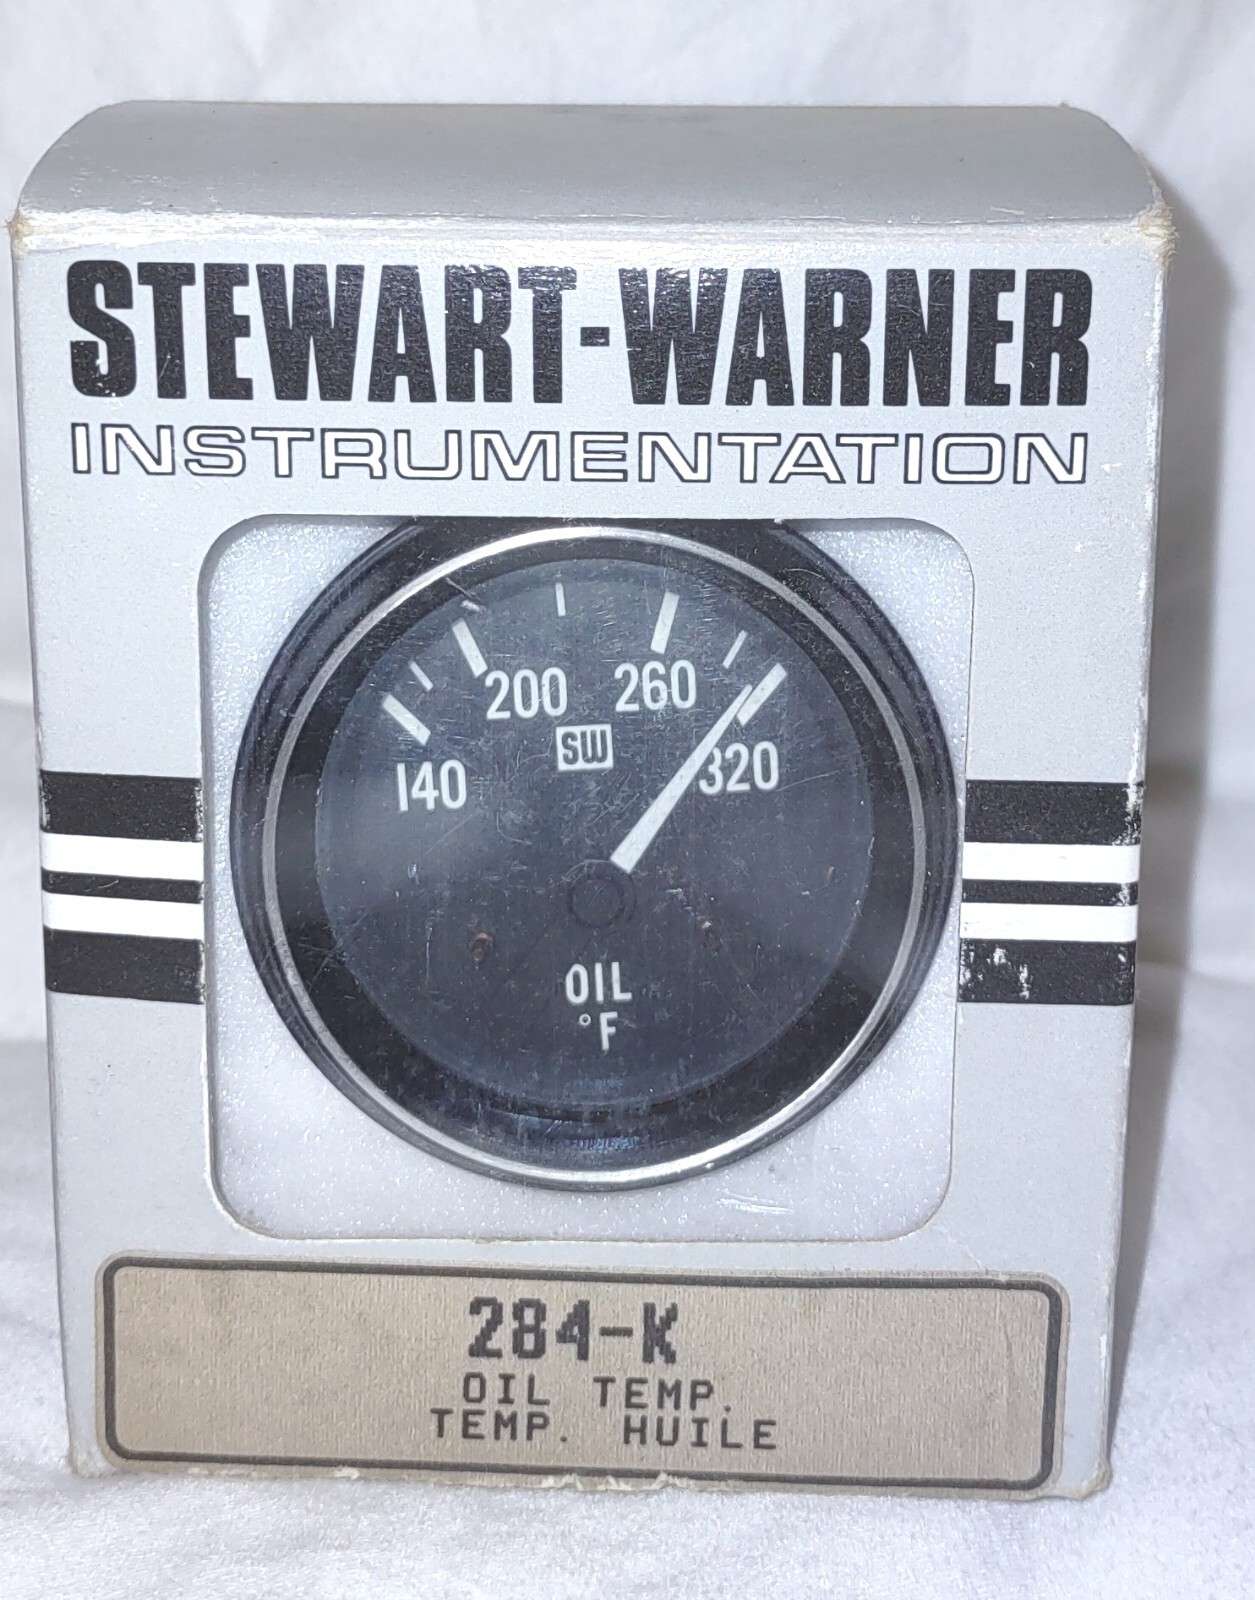 STEWART-WARNER
INSTRUMENTATION
200 260
SW
140 320
OIL
°F
284-K
OIL TEMP.
TEMP. HUILE